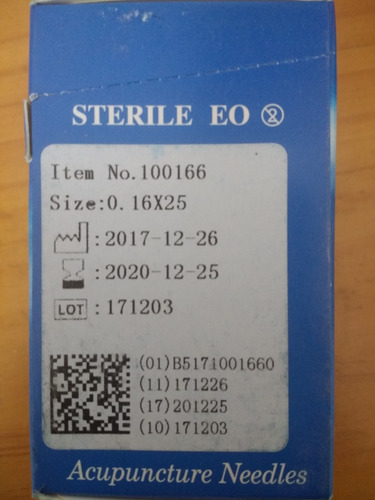 STERILE EO 2
Item No.100166
Size:0.16X25
:2017-12-26
:2020-12-25
LOT :171203
(01)B5171001660
(11)171226
(17)201225
(10)171203
Acupuncture Needles